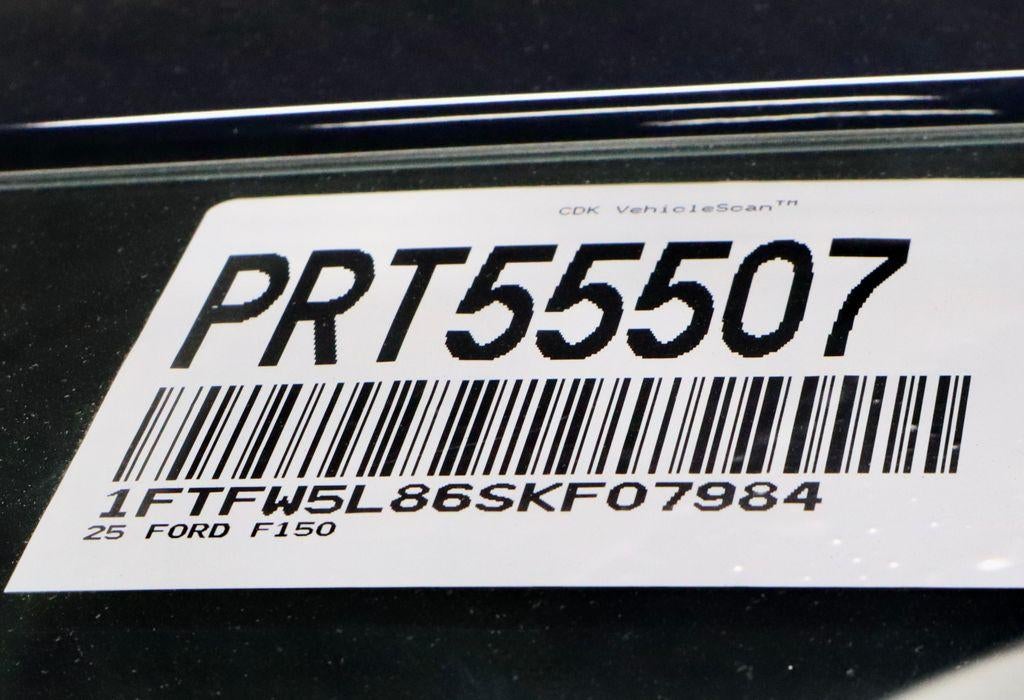 CDK VehicleScan™
PRT55507
1FTFW5L86SKF07984
25 FORD F150